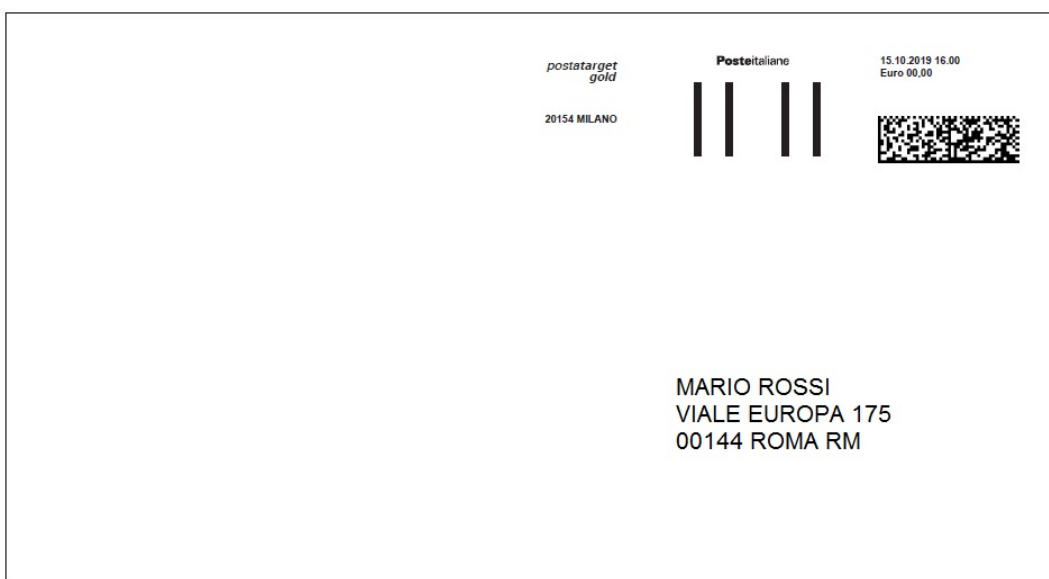 postatarget
gold
20154 MILANO
Posteitaliane
15.10.2019 16.00
Euro 00,00
MARIO ROSSI
VIALE EUROPA 175
00144 ROMA RM